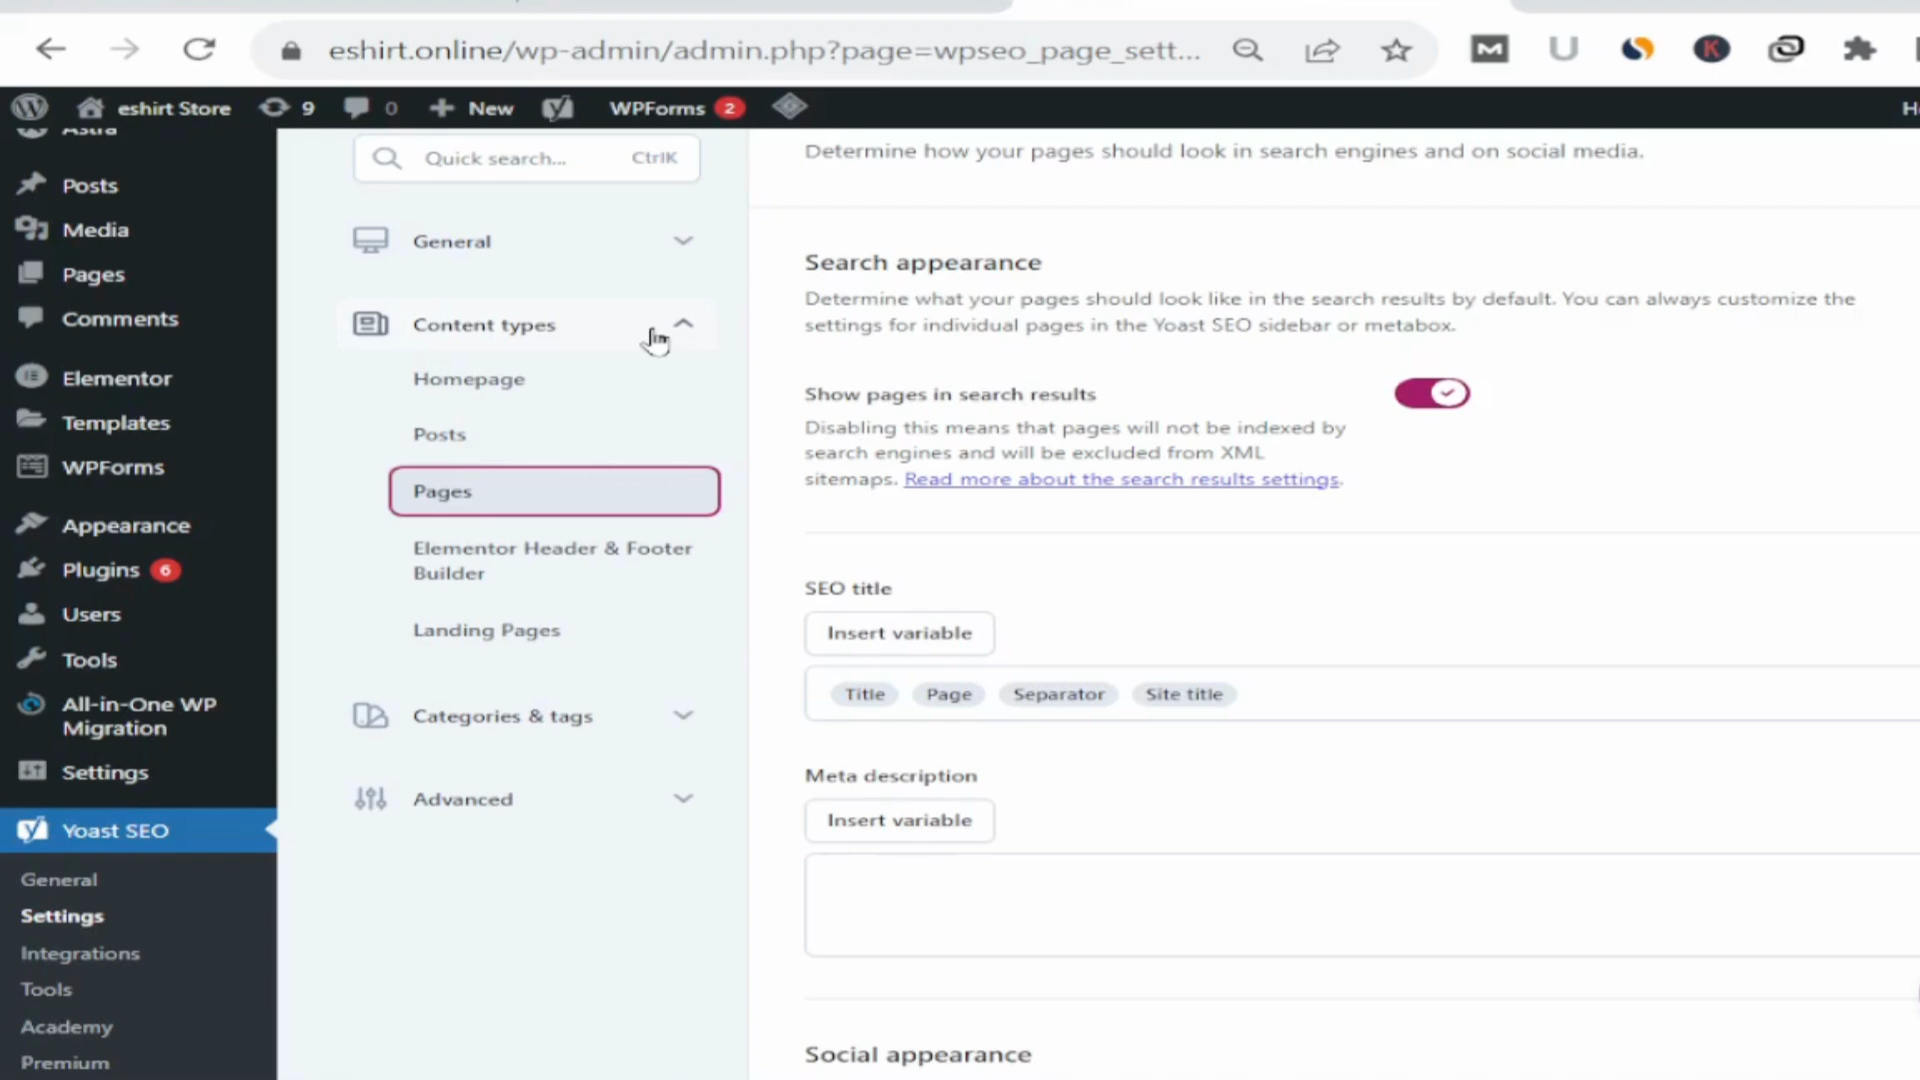 eshirt.online/wp-admin/admin.php?page=wpseo_page_sett...
eshirt Store
9
0
New
WPForms 2
Astra
Posts
Media
Pages
Comments
Elementor
Templates
WPForms
Appearance
Plugins 6
Users
Tools
All-in-One WP
Migration
Settings
Yoast SEO
General
Settings
Integrations
Tools
Academy
Premium
Quick search... CtrlK
General
Content types
Homepage
Posts
Pages
Elementor Header & Footer
Builder
Landing Pages
Categories & tags
Advanced
Determine how your pages should look in search engines and on social media.
Search appearance
Determine what your pages should look like in the search results by default. You can always customize the
settings for individual pages in the Yoast SEO sidebar or metabox.
Show pages in search results
Disabling this means that pages will not be indexed by
search engines and will be excluded from XML
sitemaps. Read more about the search results settings.
SEO title
Insert variable
Title Page Separator Site title
Meta description
Insert variable
Social appearance